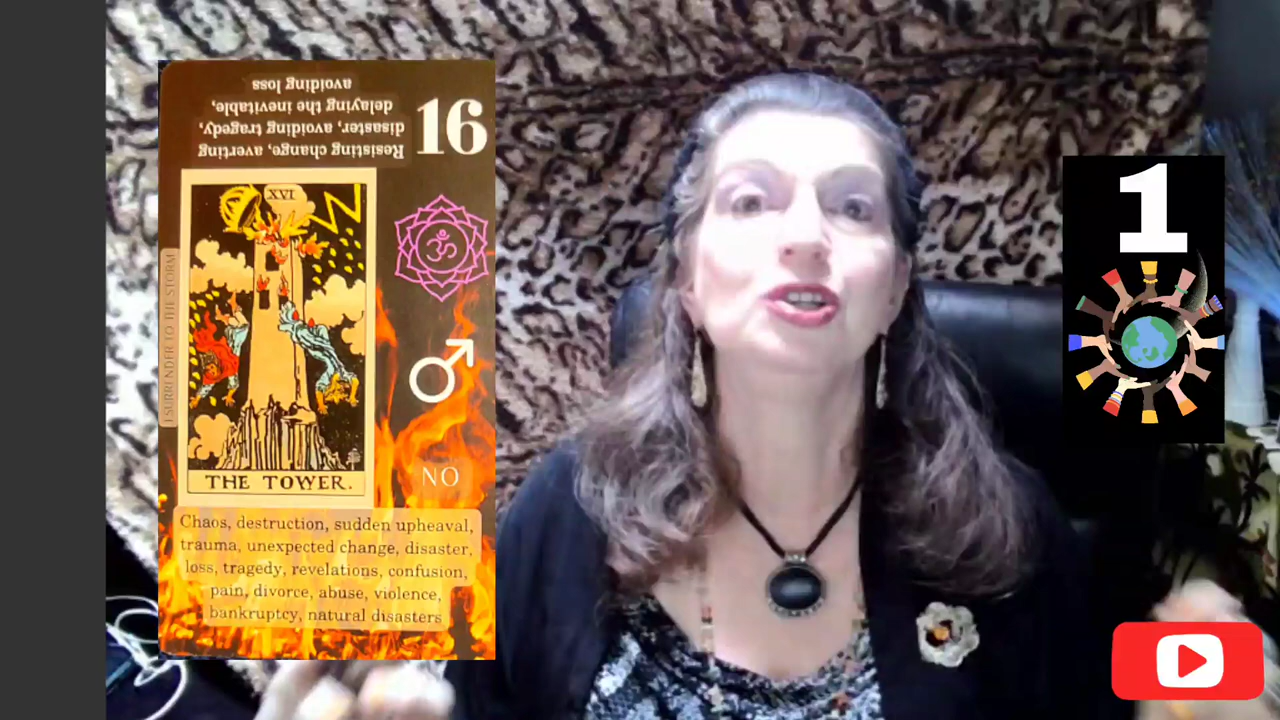 Resisting change, averting
disaster, avoiding tragedy,
delaying the inevitable,
avoiding loss
16
I SURRENDER TO THE STORM
XVI
ॐ
THE TOWER.
NO
Chaos, destruction, sudden upheaval,
trauma, unexpected change, disaster,
loss, tragedy, revelations, confusion,
pain, divorce, abuse, violence,
bankruptcy, natural disasters
1